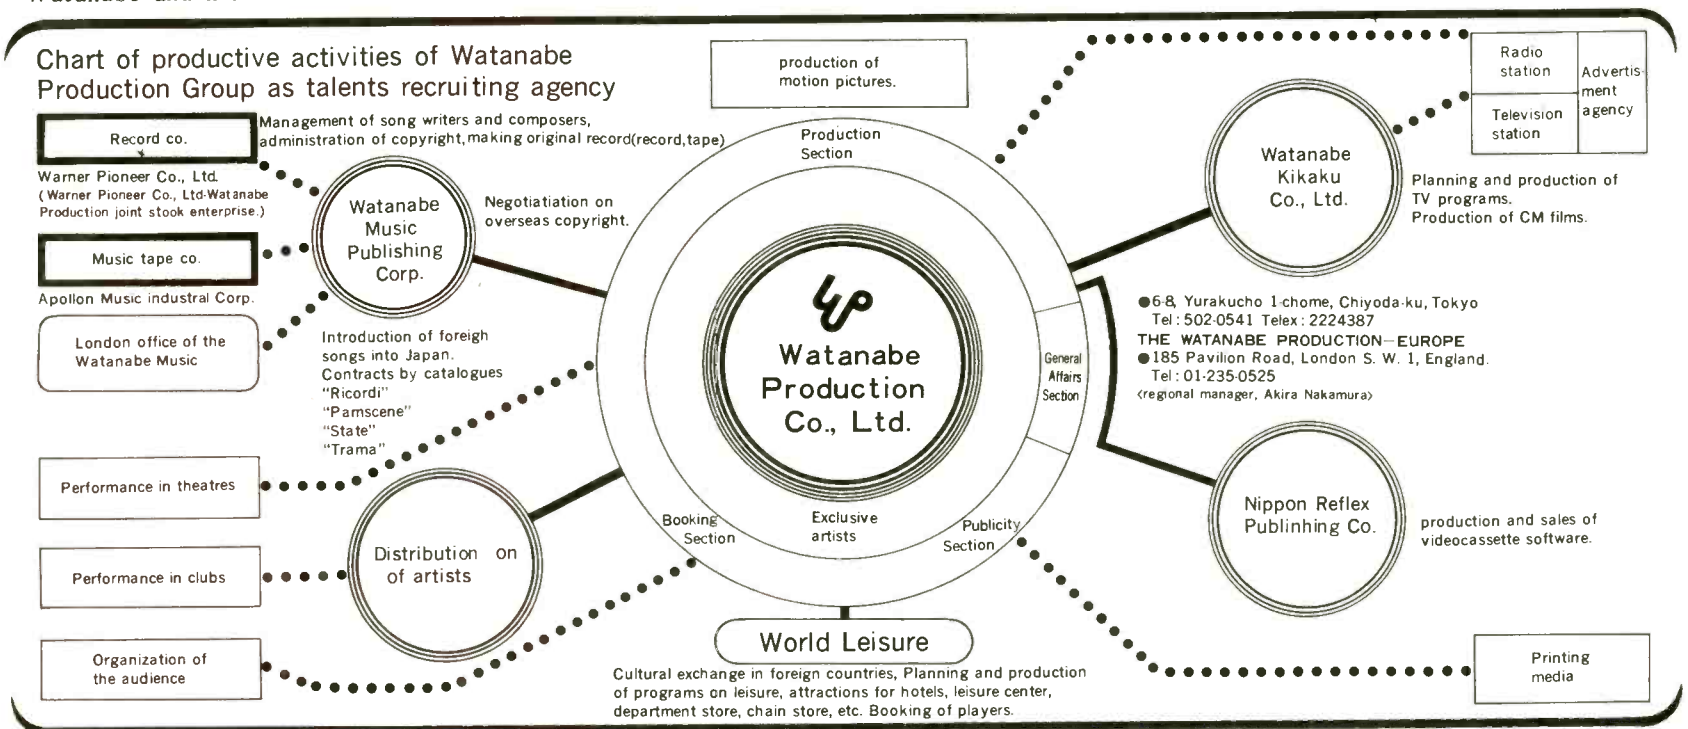 Chart of productive activities of Watanabe
Production Group as talents recruiting agency
production of
motion pictures.
Radio
station
Television
station
Advertis-
ment
agency
Record co.
Management of song writers and composers,
administration of copyright, making original record(record, tape)
Warner Pioneer Co., Ltd.
(Warner Pioneer Co., Ltd-Watanabe
Production joint stook enterprise.)
Music tape co.
Apollon Music industral Corp.
London office of the
Watanabe Music
Watanabe
Music
Publishing
Corp.
Negotiatiation on
overseas copyright.
Introduction of foreigh
songs into Japan.
Contracts by catalogues
"Ricordi"
"Pamscene"
"State"
"Trama"
Performance in theatres
Performance in clubs
Organization of
the audience
Distribution on
of artists
Production
Section
Watanabe
Production
Co., Ltd.
General
Affairs
Section
Booking
Section
Exclusive
artists
Publicity
Section
World Leisure
Cultural exchange in foreign countries, Planning and production
of programs on leisure, attractions for hotels, leisure center,
department store, chain store, etc. Booking of players.
Watanabe
Kikaku
Co., Ltd.
Planning and production of
TV programs.
Production of CM films.
●6-8, Yurakucho 1-chome, Chiyoda-ku, Tokyo
Tel: 502-0541 Telex: 2224387
THE WATANABE PRODUCTION—EUROPE
●185 Pavilion Road, London S. W. 1, England.
Tel: 01-235-0525
<regional manager, Akira Nakamura>
Nippon Reflex
Publinhing Co.
production and sales of
videocassette software.
Printing
media